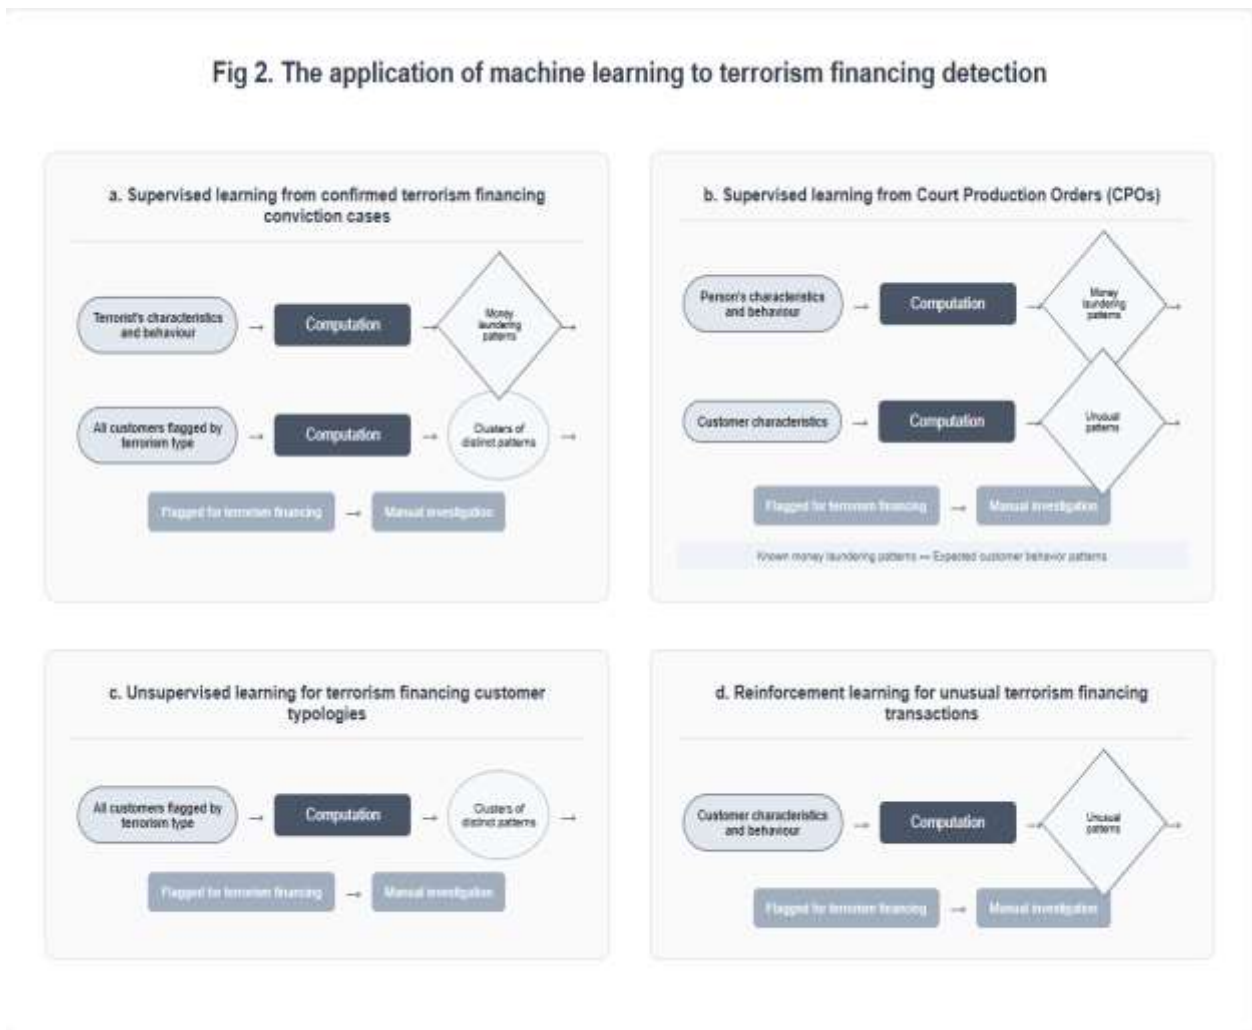 Fig 2. The application of machine learning to terrorism financing detection
a. Supervised learning from confirmed terrorism financing
conviction cases
Terrorist's characteristics
and behaviour
→
Computation
→
Money
laundering
patterns
→
All customers flagged by
terrorism type
→
Computation
→
Clusters of
distinct patterns
→
Flagged for terrorism financing
→
Manual investigation
b. Supervised learning from Court Production Orders (CPOs)
Person's characteristics
and behaviour
→
Computation
→
Money
laundering
patterns
→
Customer characteristics
→
Computation
→
Unusual
patterns
→
Flagged for terrorism financing
→
Manual investigation
Known money laundering patterns — Expected customer behavior patterns
c. Unsupervised learning for terrorism financing customer
typologies
All customers flagged by
terrorism type
→
Computation
→
Clusters of
distinct patterns
→
Flagged for terrorism financing
→
Manual investigation
d. Reinforcement learning for unusual terrorism financing
transactions
Customer characteristics
and behaviour
→
Computation
→
Unusual
patterns
→
Flagged for terrorism financing
→
Manual investigation